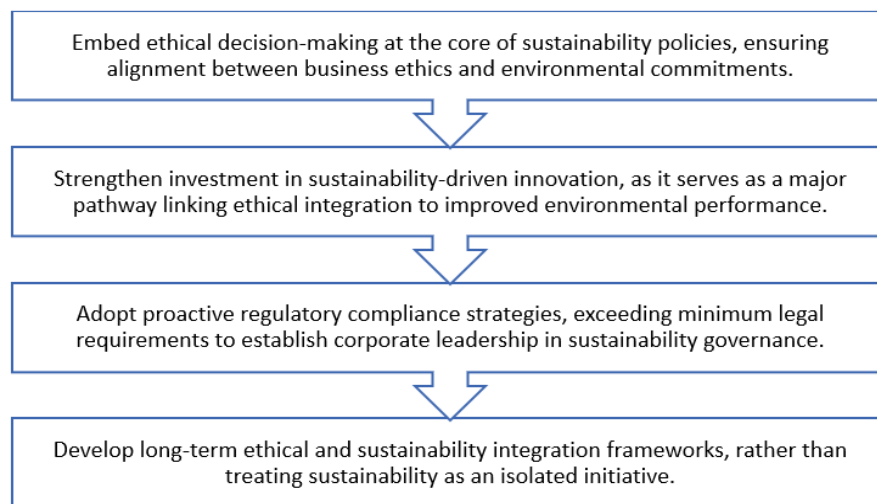 Embed ethical decision-making at the core of sustainability policies, ensuring
alignment between business ethics and environmental commitments.
Strengthen investment in sustainability-driven innovation, as it serves as a major
pathway linking ethical integration to improved environmental performance.
Adopt proactive regulatory compliance strategies, exceeding minimum legal
requirements to establish corporate leadership in sustainability governance.
Develop long-term ethical and sustainability integration frameworks, rather than
treating sustainability as an isolated initiative.